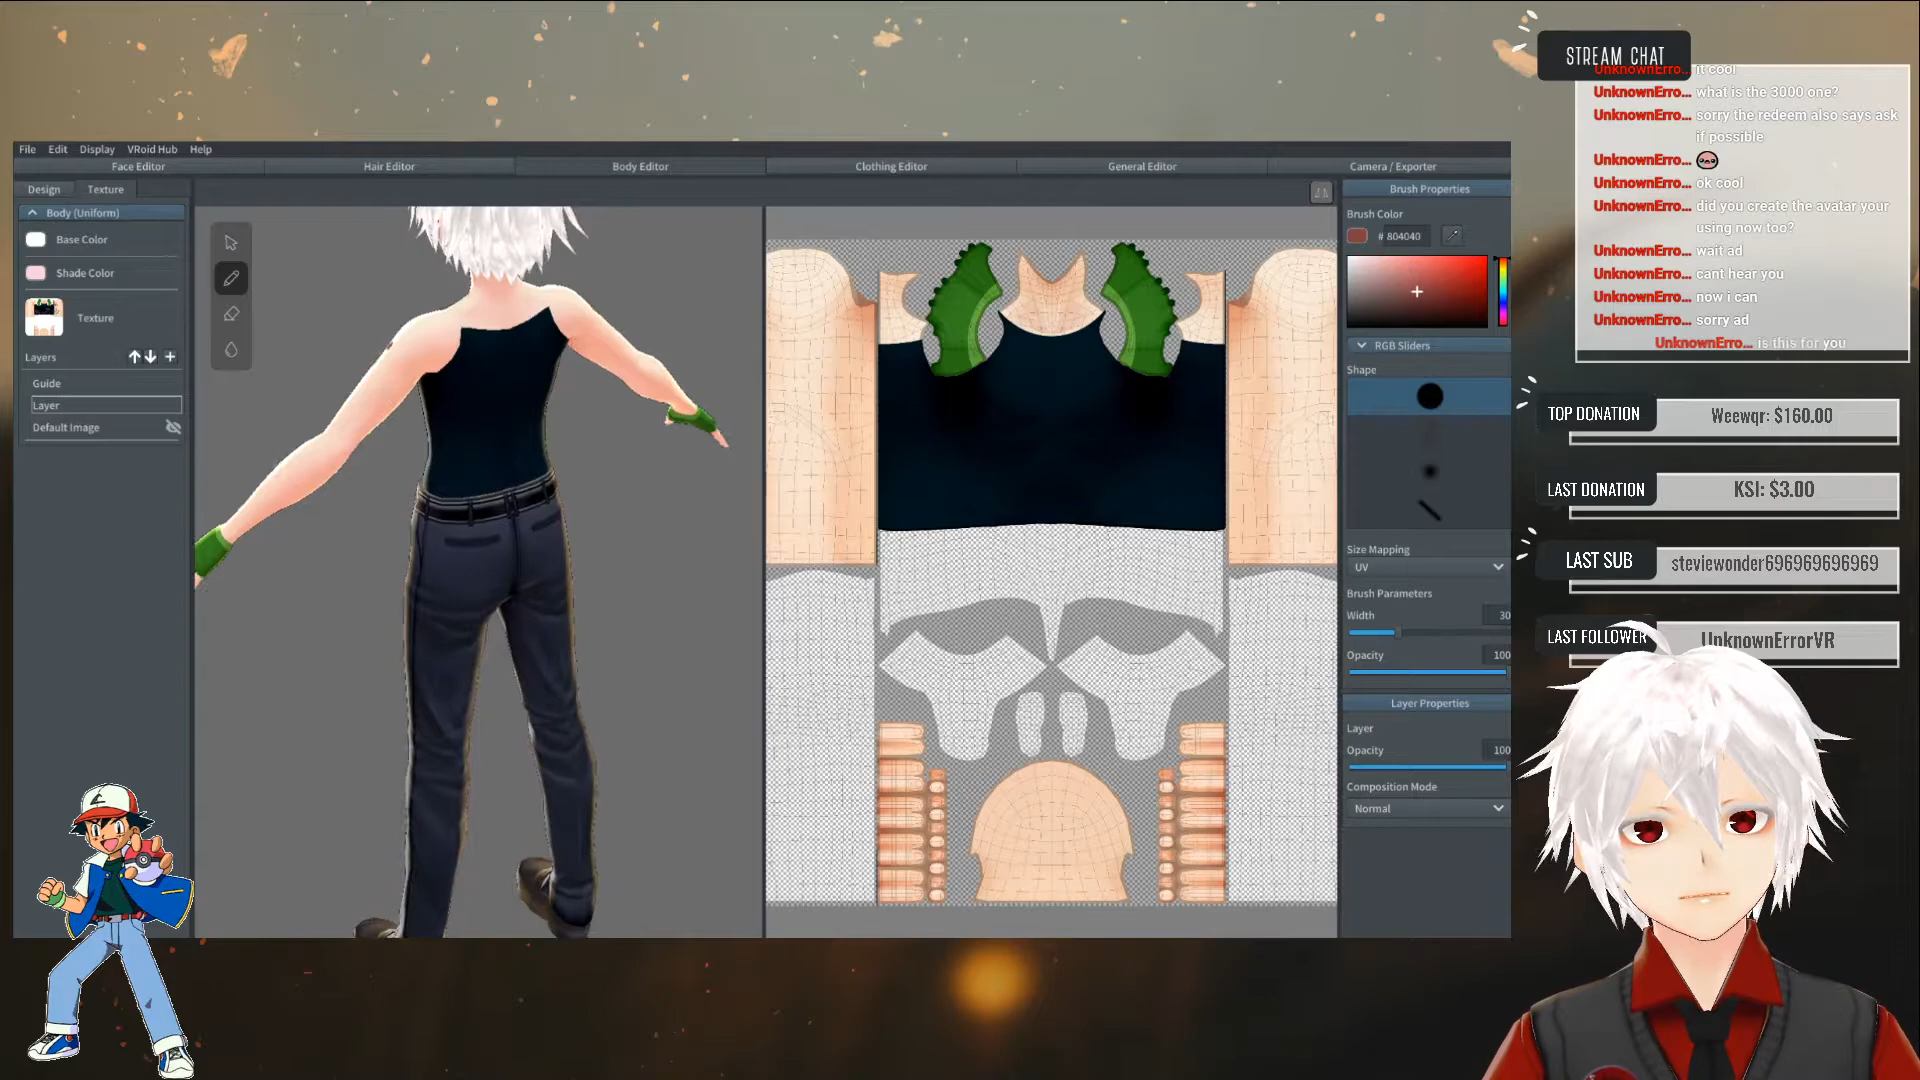 File Edit Display VRoid Hub Help
Face Editor Hair Editor Body Editor Clothing Editor General Editor Camera / Exporter
Design Texture
Body (Uniform)
Base Color
Shade Color
Texture
Layers
Guide
Layer
Default Image
Brush Properties
Brush Color
# 804040
RGB Sliders
Shape
Size Mapping
UV
Brush Parameters
Width 30
Opacity 100
Layer Properties
Layer
Opacity 100
Composition Mode
Normal
STREAM CHAT
UnknownErro... it cool
UnknownErro... what is the 3000 one?
UnknownErro... sorry the redeem also says ask
if possible
UnknownErro...
UnknownErro... ok cool
UnknownErro... did you create the avatar your
using now too?
UnknownErro... wait ad
UnknownErro... cant hear you
UnknownErro... now i can
UnknownErro... sorry ad
UnknownErro... is this for you
TOP DONATION Weewqr: $160.00
LAST DONATION KSI: $3.00
LAST SUB steviewonder696969696969
LAST FOLLOWER UnknownErrorVR